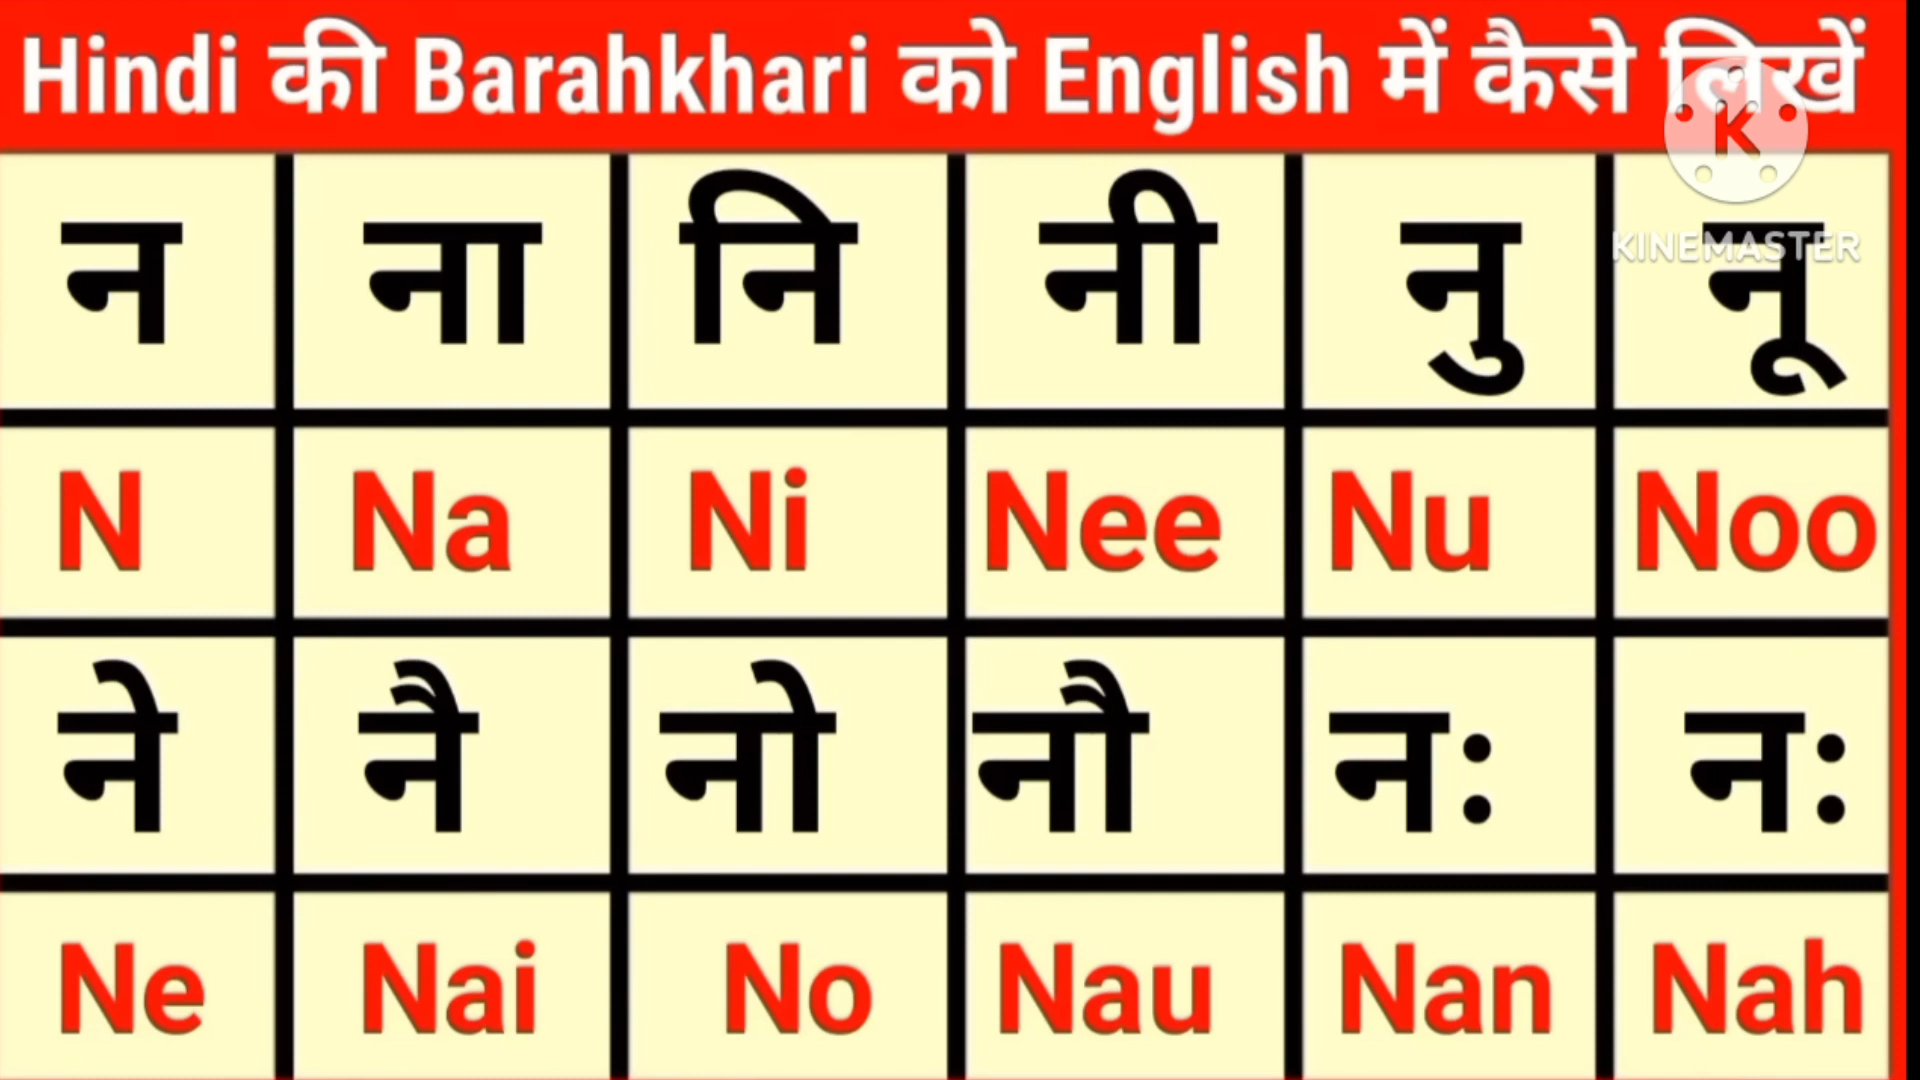 Hindi की Barahkhari को English में कैसे लिखें
K
KINEMASTER
न ना नि नी नु नू
N Na Ni Nee Nu Noo
ने नै नो नौ नः नः
Ne Nai No Nau Nan Nah